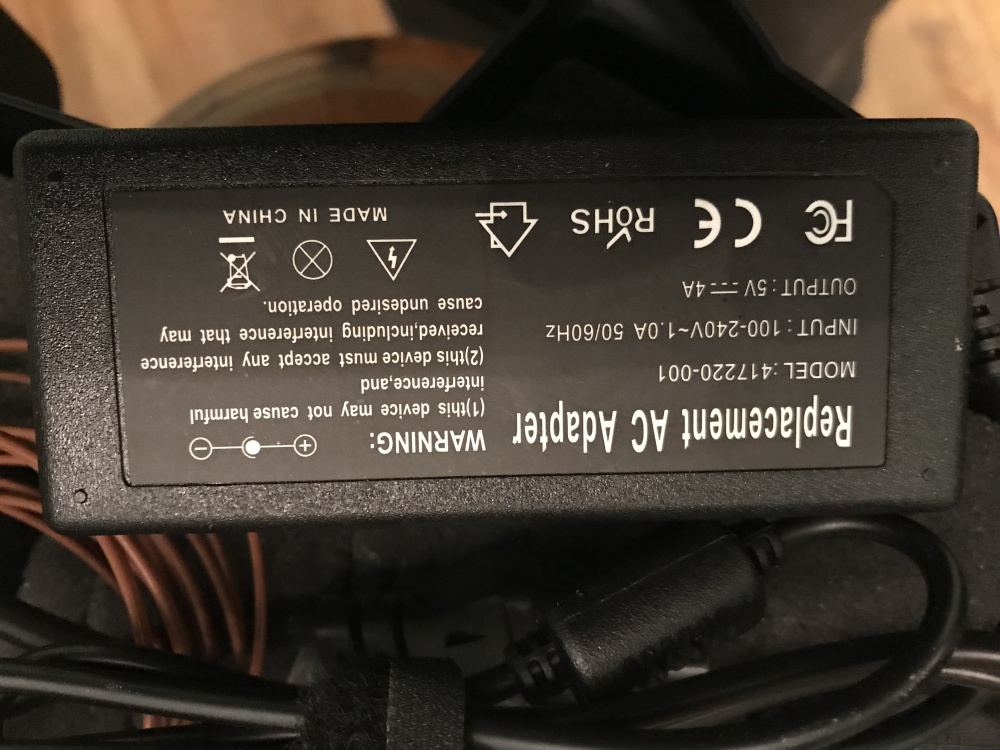 Replacement AC Adapter
MODEL:417220-001
INPUT:100-240V~1.0A 50/60Hz
OUTPUT:5V⎓4A
FC CE RoHS
WARNING:
(1)this device may not cause harmful
interference,and
(2)this device must accept any interference
received,including interference that may
cause undesired operation.
MADE IN CHINA